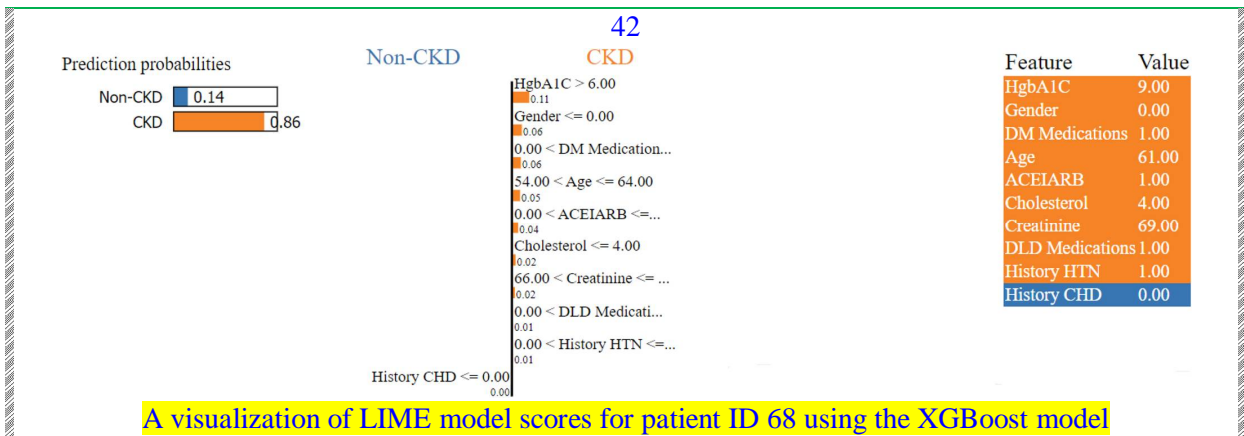 42
Prediction probabilities
Non-CKD 0.14
CKD 0.86
Non-CKD CKD
HgbA1C > 6.00
0.11
Gender <= 0.00
0.06
0.00 < DM Medication...
0.06
54.00 < Age <= 64.00
0.05
0.00 < ACEIARB <=...
0.04
Cholesterol <= 4.00
0.02
66.00 < Creatinine <= ...
0.02
0.00 < DLD Medicati...
0.01
0.00 < History HTN <=...
0.01
History CHD <= 0.00
0.00
Feature Value
HgbA1C 9.00
Gender 0.00
DM Medications 1.00
Age 61.00
ACEIARB 1.00
Cholesterol 4.00
Creatinine 69.00
DLD Medications 1.00
History HTN 1.00
History CHD 0.00
A visualization of LIME model scores for patient ID 68 using the XGBoost model